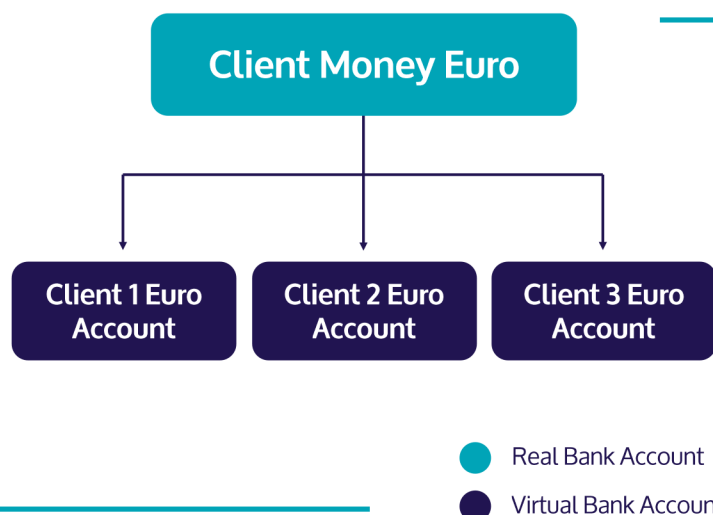 Client Money Euro
Client 1 Euro
Account
Client 2 Euro
Account
Client 3 Euro
Account
Real Bank Account
Virtual Bank Accoun